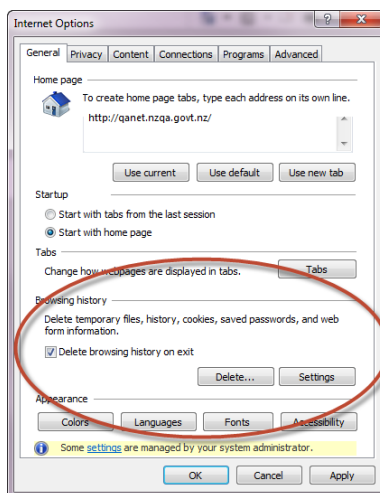 Internet Options
General Privacy Content Connections Programs Advanced
Home page
To create home page tabs, type each address on its own line.
http://qanet.nzqa.govt.nz/
Use current Use default Use new tab
Startup
Start with tabs from the last session
Start with home page
Tabs
Change how webpages are displayed in tabs. Tabs
Browsing history
Delete temporary files, history, cookies, saved passwords, and web
form information.
Delete browsing history on exit
Delete... Settings
Appearance
Colors Languages Fonts Accessibility
Some settings are managed by your system administrator.
OK Cancel Apply